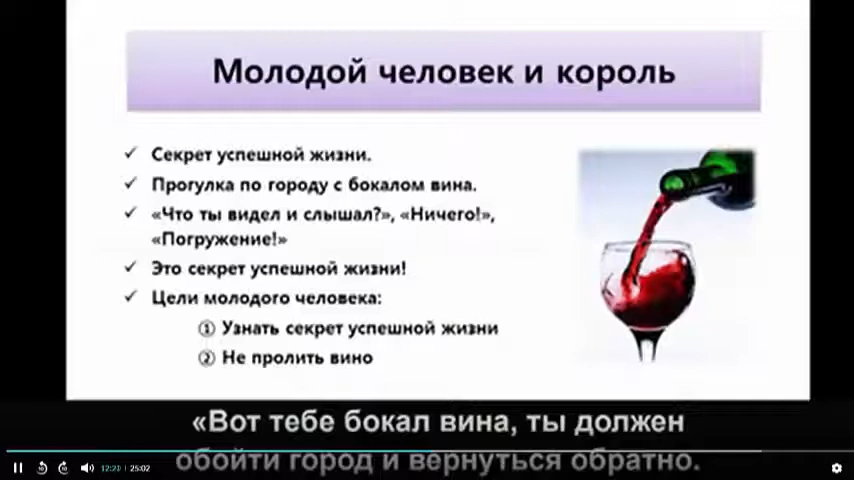 Молодой человек и король
✓ Секрет успешной жизни.
✓ Прогулка по городу с бокалом вина.
✓ «Что ты видел и слышал?», «Ничего!»,
«Погружение!»
✓ Это секрет успешной жизни!
✓ Цели молодого человека:
① Узнать секрет успешной жизни
② Не пролить вино
«Вот тебе бокал вина, ты должен
обойти город и вернуться обратно.
12:21 / 25:02